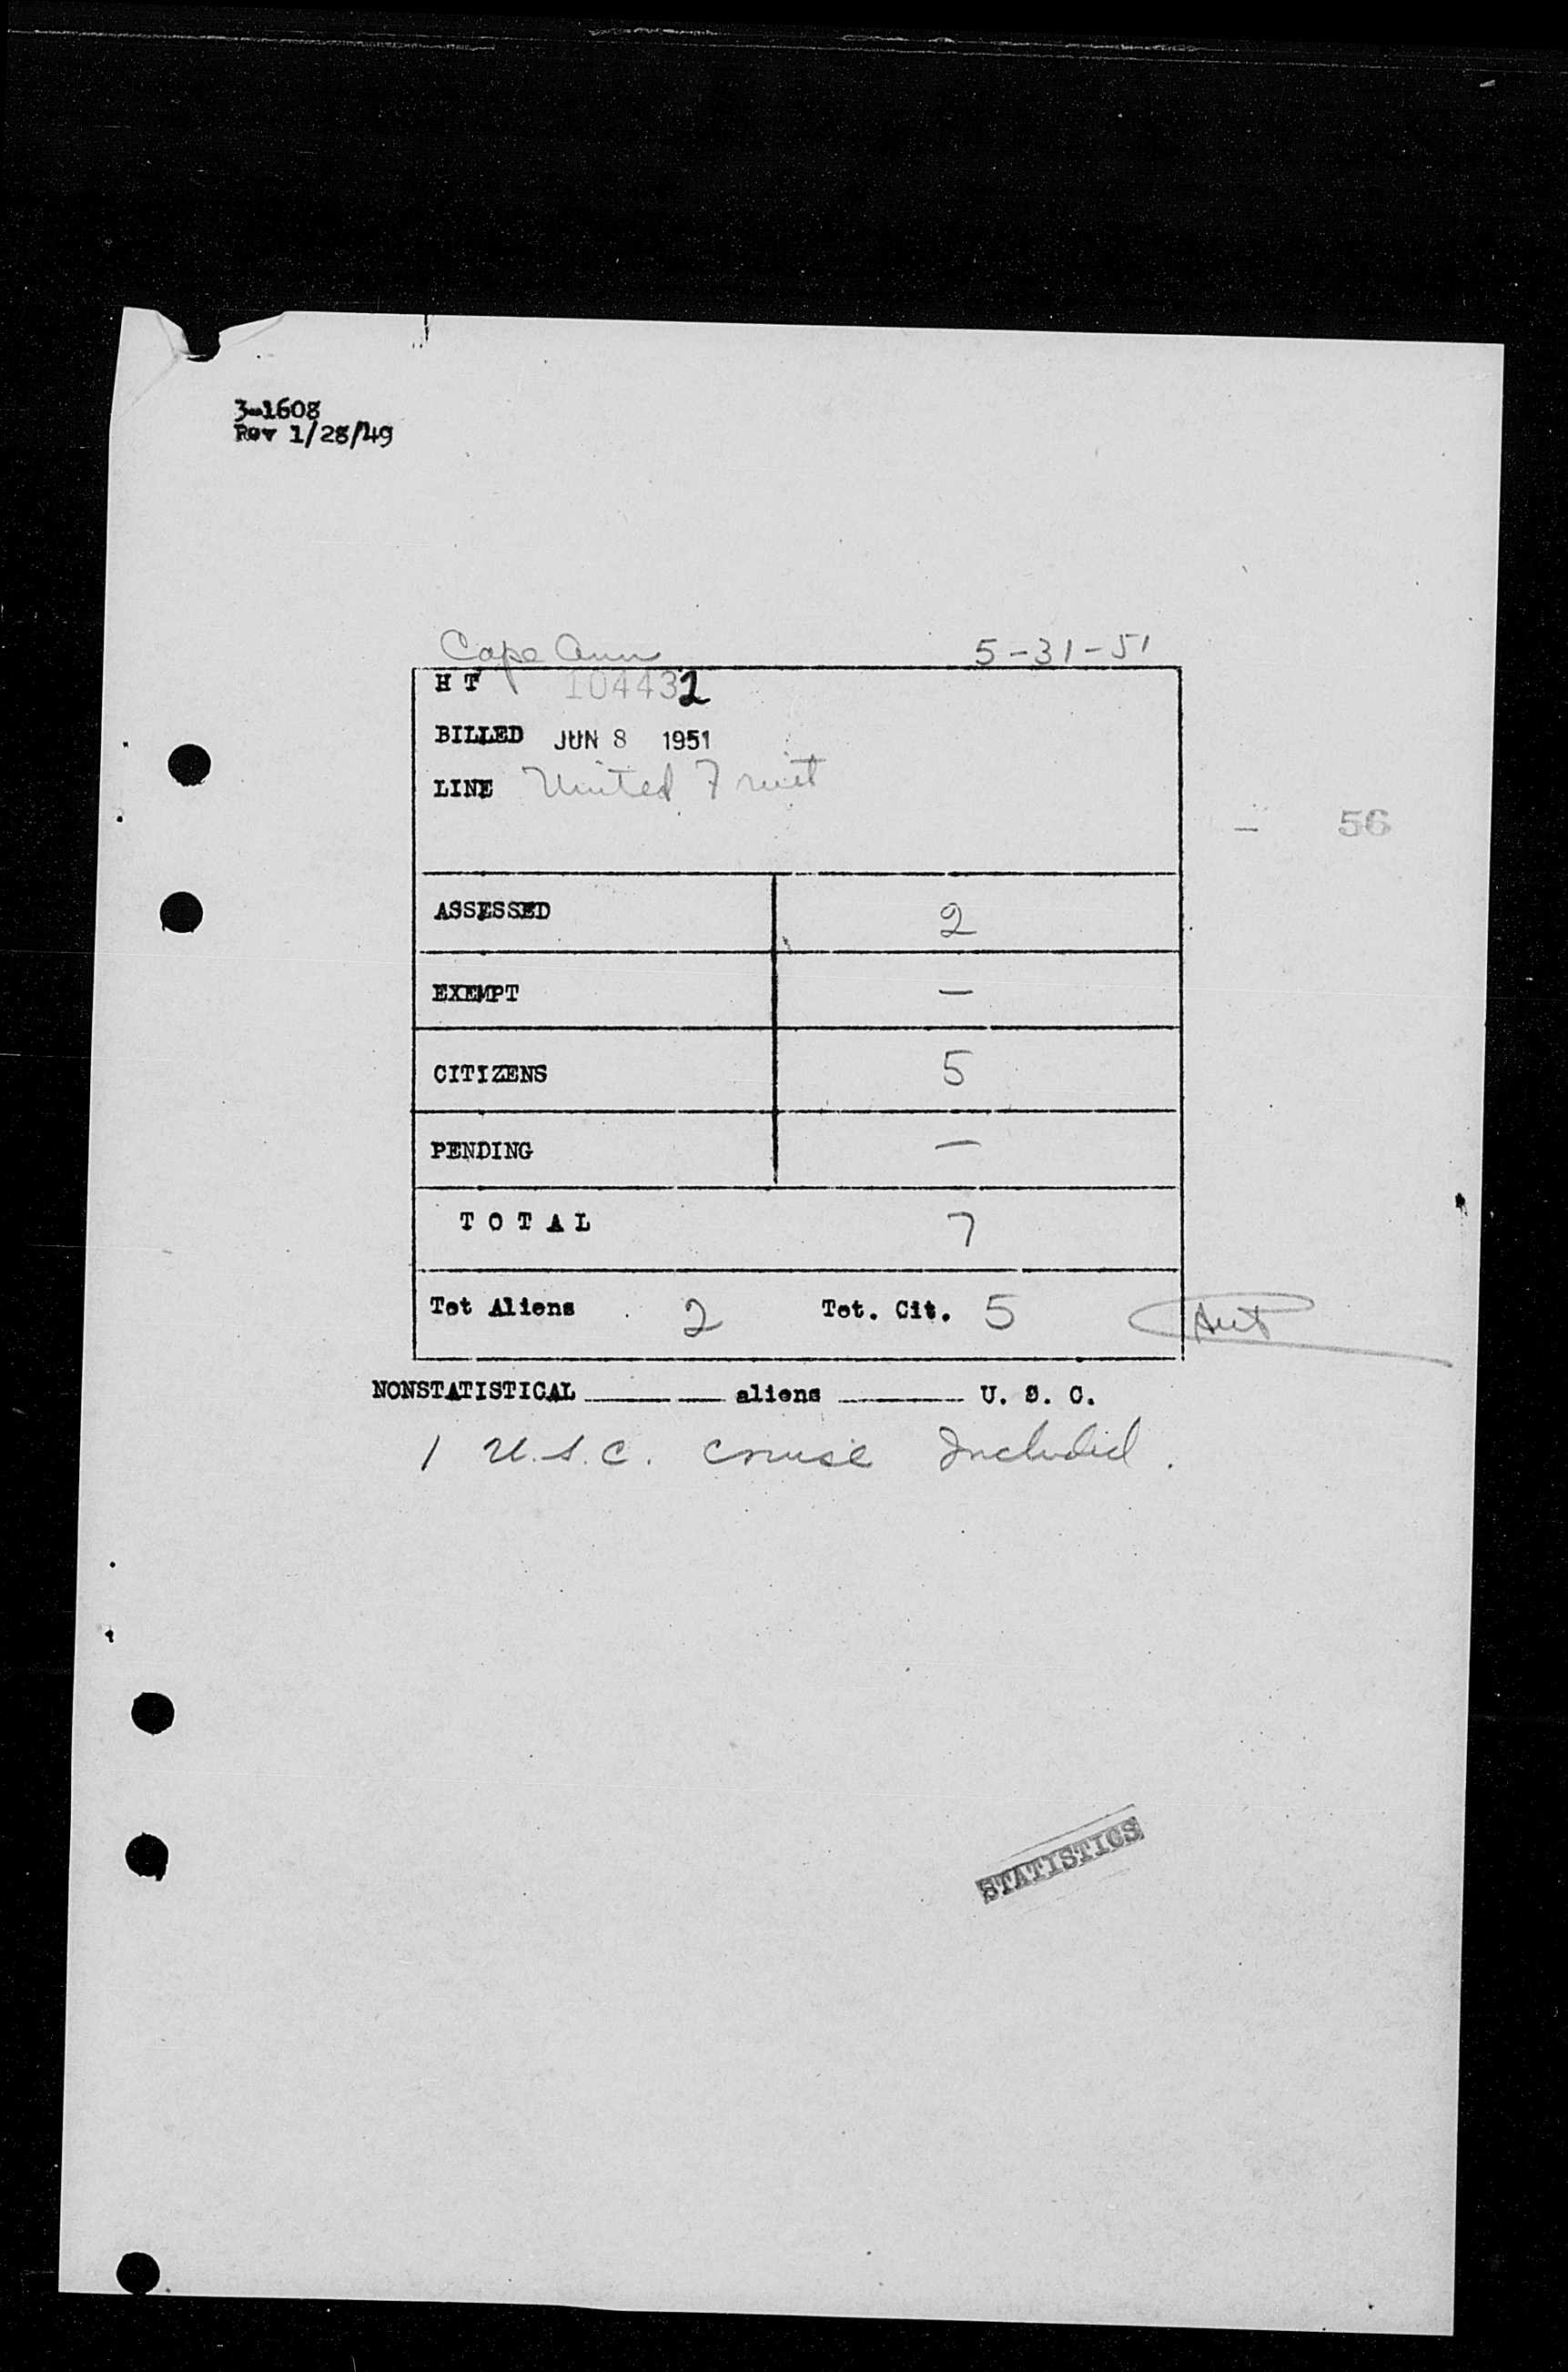 3-1608
Rev 1/28/49
Cape Ann 5-31-51
H T 104432
BILLED JUN 8 1951
LINE United Fruit
- 56
ASSESSED 2
EXEMPT —
CITIZENS 5
PENDING —
TOTAL 7
Tot Aliens 2 Tot. Cit. 5
NONSTATISTICAL ____ aliens ____ U. S. C.
1 U.S.C. cruise Included.
STATISTICS